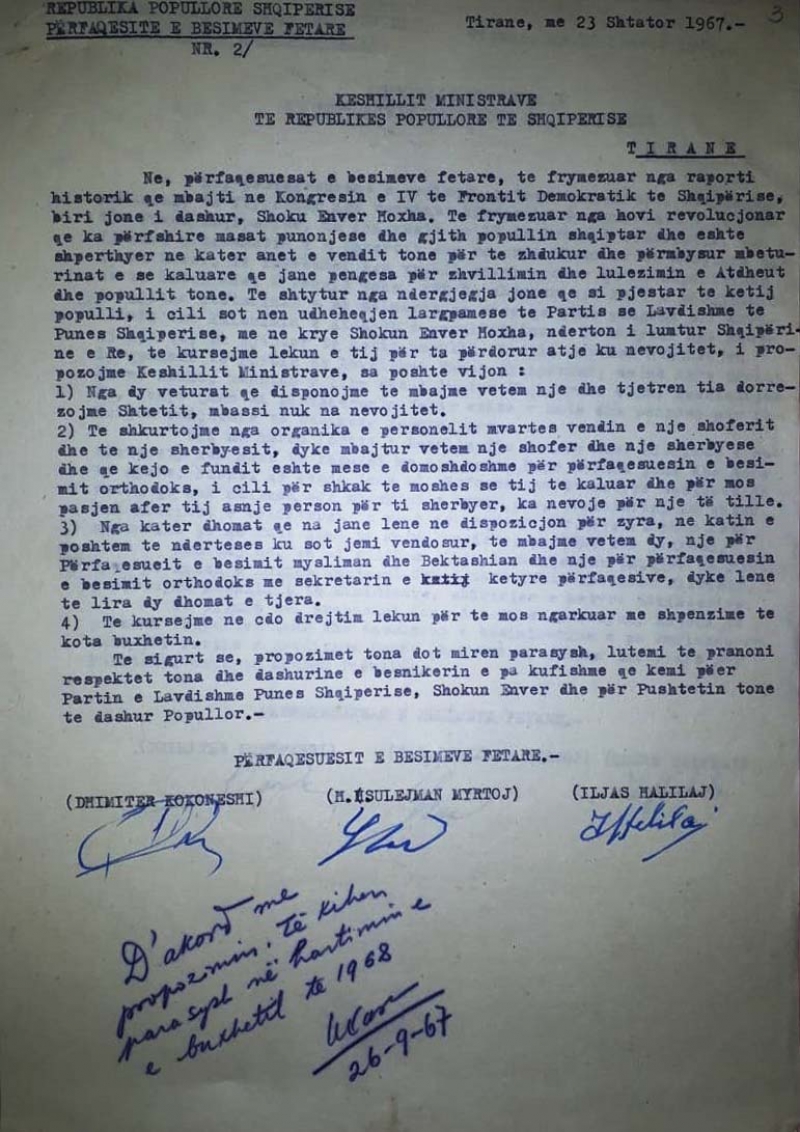 REPUBLIKA POPULLORE SHQIPERISE
PËRFAQESITE E BESIMEVE FETARE
NR. 2/
Tirane, me 23 Shtator 1967.-
3
KESHILLIT MINISTRAVE
TE REPUBLIKES POPULLORE TE SHQIPERISE
TIRANE
Ne, përfaqesuesat e besimeve fetare, te frymezuar nga raporti
historik qe mbajti ne Kongresin e IV te Frontit Demokratik te Shqipërise,
biri jone i dashur, Shoku Enver Hoxha. Te frymezuar nga hovi revolucjonar
qe ka përfshire masat punonjese dhe gjith popullin shqiptar dhe eshte
shperthyer ne kater anet e vendit tone për te zhdukur dhe përmbysur mbetu-
rinat e se kaluare qe jane pengesa për zhvillimin dhe lulezimin e Atdheut
dhe popullit tone. Te shtytur nga ndergjegja jone qe si pjestar te ketij
populli, i cili sot nen udheheqjen largpamese te Partis se Lavdishme te
Punes Shqiperise, me ne krye Shokun Enver Hoxha, nderton i lumtur Shqipëri-
ne e Re, te kursejme lekun e tij për ta përdorur atje ku nevojitet, i pro-
pozojme Keshillit Ministrave, sa poshte vijon :
1) Nga dy veturat qe disponojme te mbajme vetem nje dhe tjetren tia dorre-
zojme Shtetit, mbassi nuk na nevojitet.
2) Te shkurtojme nga organika e personelit mvartes vendin e nje shoferit
dhe te nje sherbyesit, dyke mbajtur vetem nje shofer dhe nje sherbyese
dhe qe kejo e fundit eshte mese e domoshdoshme për përfaqesuesin e besi-
mit orthodoks, i cili për shkak te moshes se tij te kaluar dhe për mos
pasjen afer tij asnje person për ti sherbyer, ka nevoje për nje të tille.
3) Nga kater dhomat qe na jane lene ne dispozicjon për zyra, ne katin e
poshtem te nderteses ku sot jemi vendosur, te mbajme vetem dy, nje për
Përfa esueit e besimit mysliman dhe Bektashian dhe nje për përfaqesuesin
e besimit orthodoks me sekretarin e ketyre përfaqesive, dyke lene
te lira dy dhomat e tjera.
4) Te kursejme ne cdo drejtim lekun për te mos ngarkuar me shpenzime te
kota buxhetin.
Te sigurt se, propozimet tona dot miren parasysh, lutemi te pranoni
respektet tona dhe dashurine e besnikerin e pa kufishme qe kemi pëer
Partin e Lavdishme Punes Shqiperise, Shokun Enver dhe për Pushtetin tone
te dashur Popullor.-
PËRFAQESUESIT E BESIMEVE FETARE.-
(DHIMITER KOKONESHI) (H. SULEJMAN MYRTOJ) (ILJAS HALILAJ)
IHalilaj
D'akord me
propozimin, të kihen
parasysh në hartimin e
e buxhetit te 1968
26-9-67